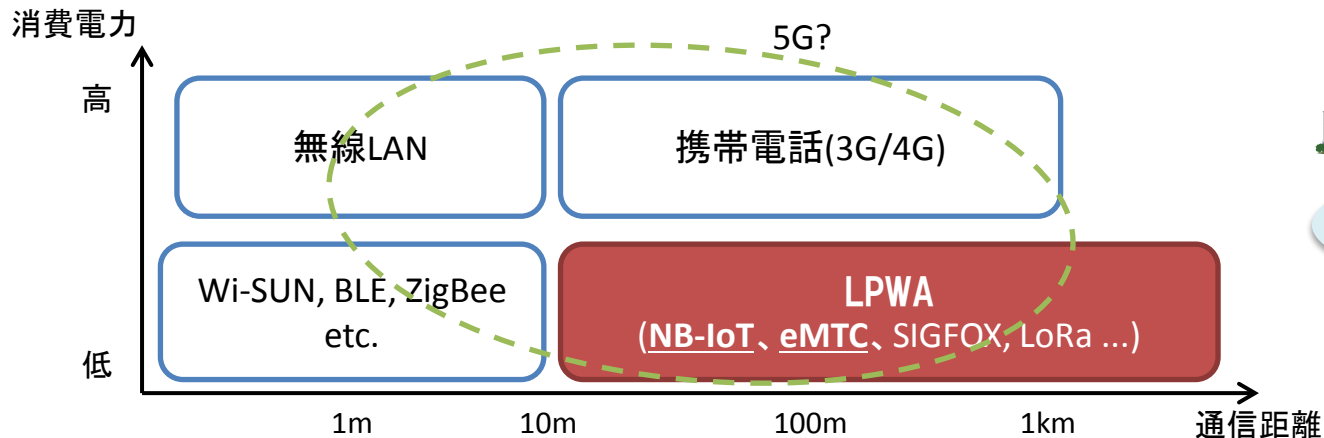 消費電力
5G?
高
無線LAN
携帯電話(3G/4G)
Wi-SUN, BLE, ZigBee
etc.
LPWA
(NB-IoT、eMTC、SIGFOX, LoRa ...)
低
1m
10m
100m
1km
通信距離